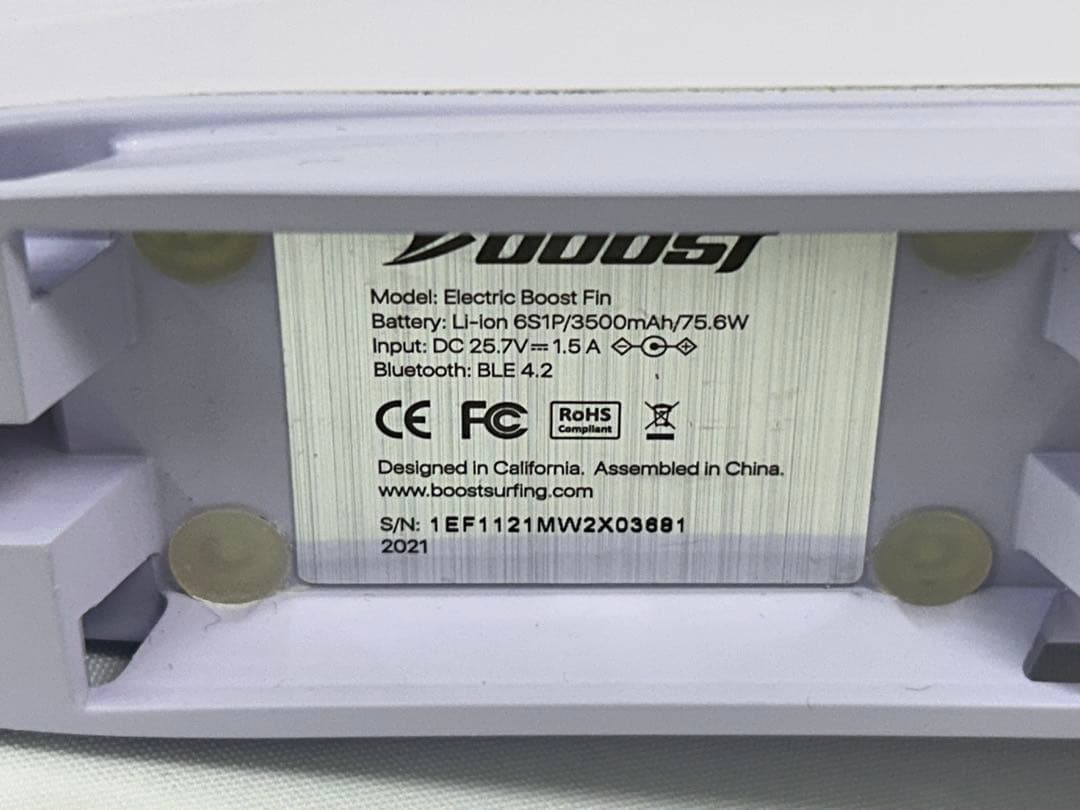 BOOST
Model: Electric Boost Fin
Battery: Li-ion 6S1P/3500mAh/75.6W
Input: DC 25.7V⎓1.5 A
Bluetooth: BLE 4.2
CE FC RoHS Compliant
Designed in California. Assembled in China.
www.boostsurfing.com
S/N: 1EF1121MW2X03681
2021